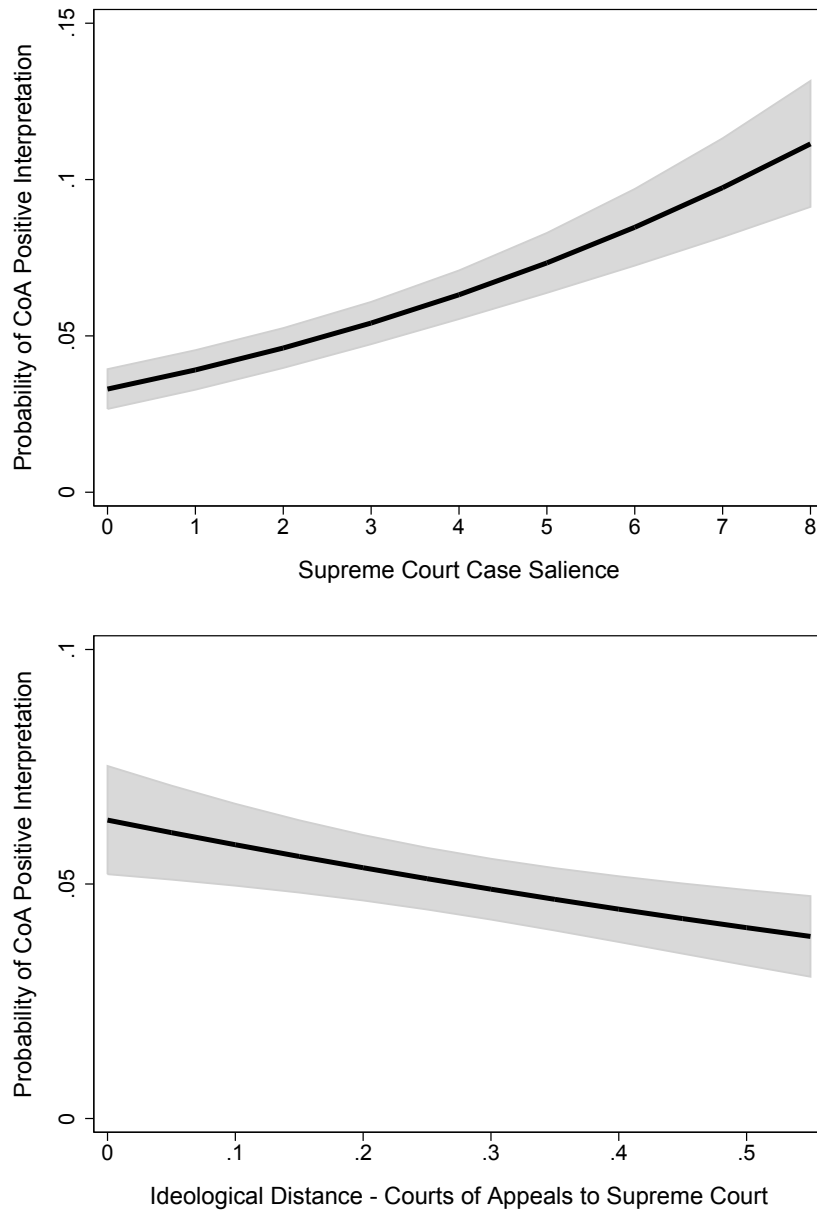 Probability of CoA Positive Interpretation
.15
.1
.05
0
0 1 2 3 4 5 6 7 8
Supreme Court Case Salience
Probability of CoA Positive Interpretation
.1
.05
0
0 .1 .2 .3 .4 .5
Ideological Distance - Courts of Appeals to Supreme Court